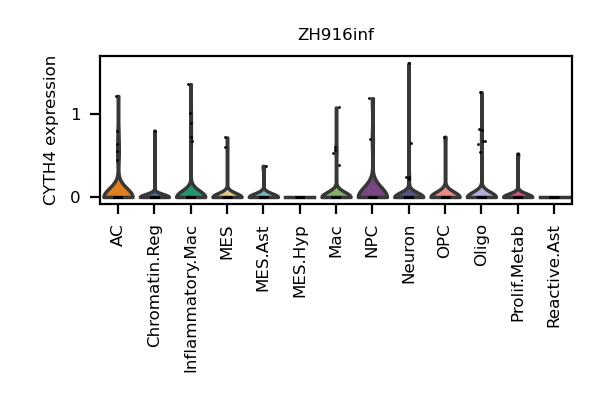 ZH916inf
CYTH4 expression
1
0
AC
Chromatin.Reg
Inflammatory.Mac
MES
MES.Ast
MES.Hyp
Mac
NPC
Neuron
OPC
Oligo
Prolif.Metab
Reactive.Ast